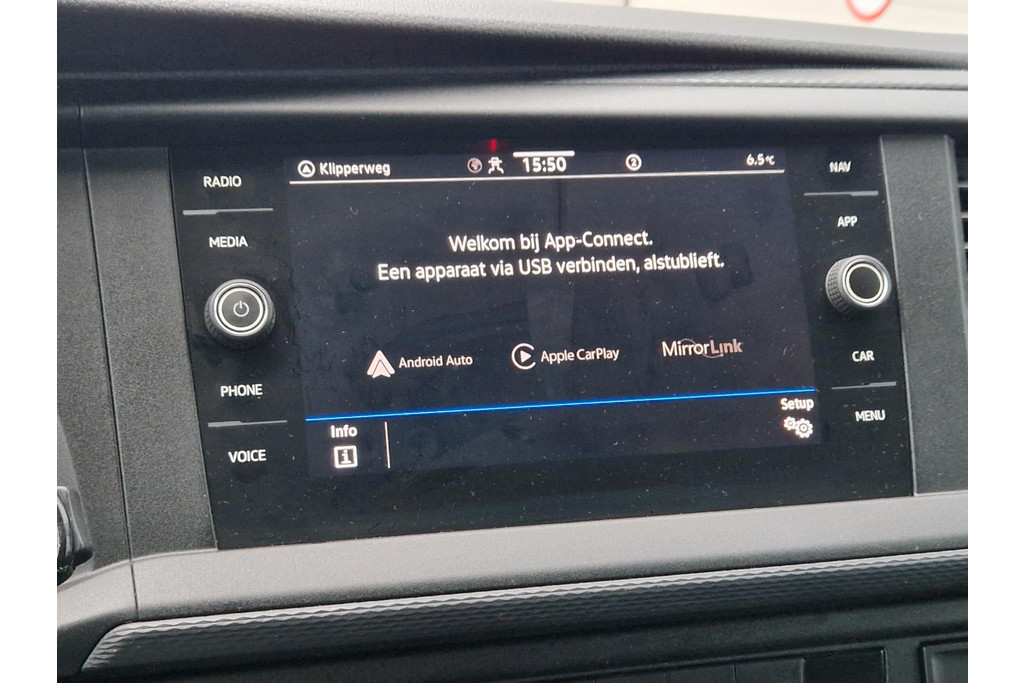 Klipperweg
15:50
2
6.5°C
RADIO
MEDIA
PHONE
VOICE
NAV
APP
CAR
MENU
Welkom bij App-Connect.
Een apparaat via USB verbinden, alstublieft.
Android Auto
Apple CarPlay
MirrorLink
Info
i
Setup